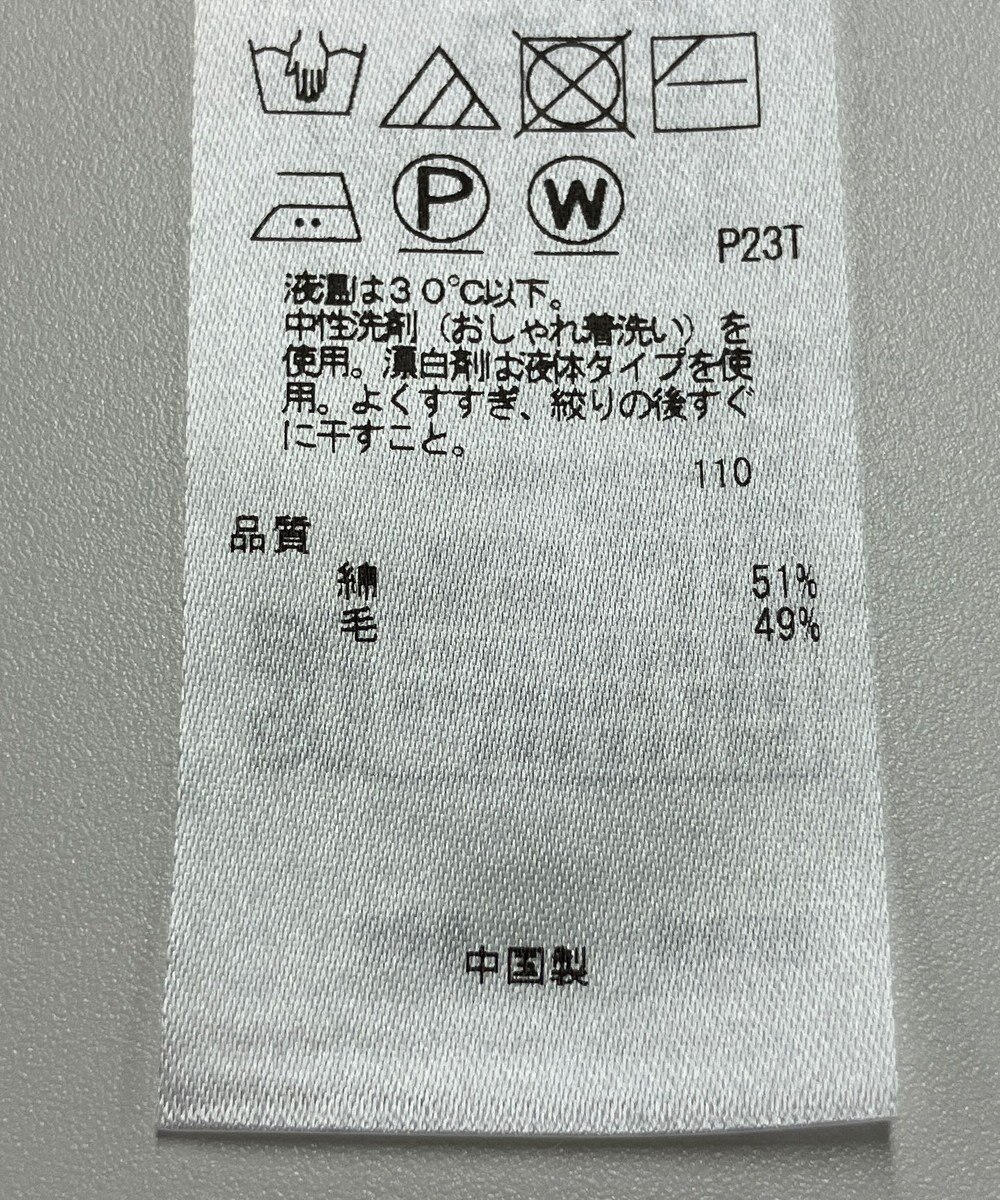 P W
P23T
液温は30℃以下。
中性洗剤（おしゃれ着洗い）を
使用。漂白剤は液体タイプを使
用。よくすすぎ、絞りの後すぐ
に干すこと。
110
品質
綿 51%
毛 49%
中国製